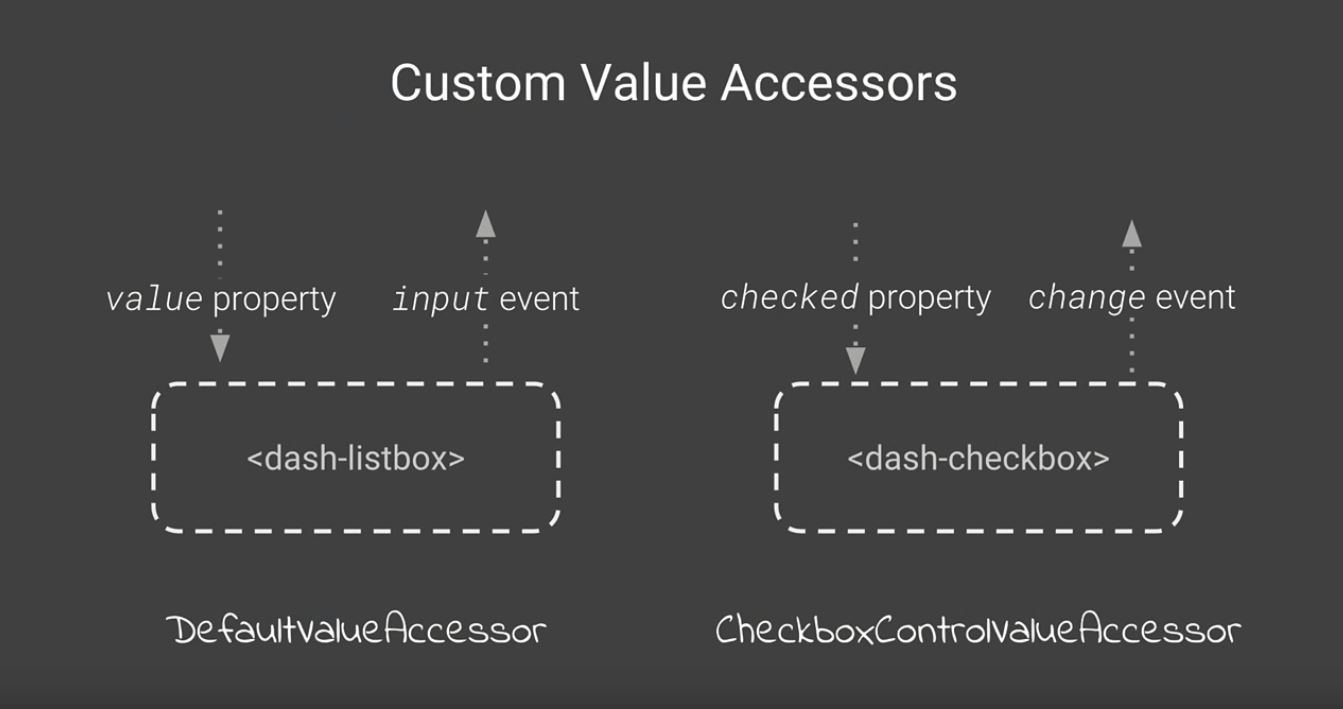 Custom Value Accessors
value property
input event
checked property
change event
<dash-listbox>
<dash-checkbox>
DefaultValueAccessor
CheckboxControlValueAccessor